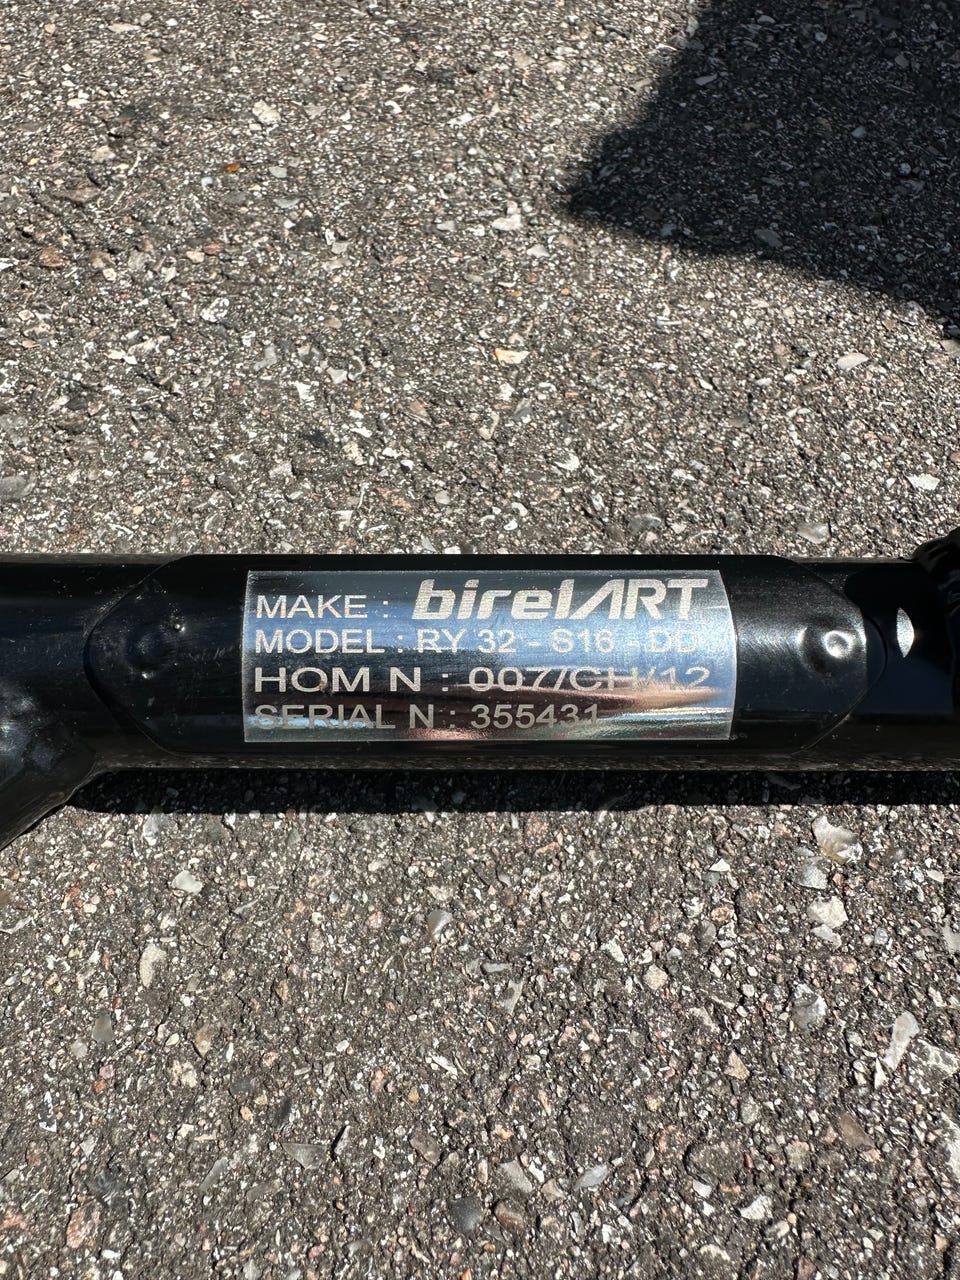 MAKE : birelART
MODEL : RY 32 - S16 - DD
HOM N : 007/CH/12
SERIAL N : 355431